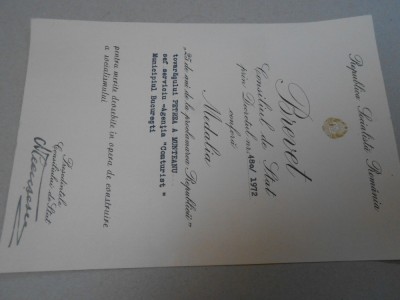 Republica Socialistă România
Brevet
Consiliul de Stat
prin Decretul nr. 480/ 1972
conferă
Medalia
„25 de ani de la proclamarea Republicii”
tovarășului PETREA A MUNTEANU
șef serviciu -Agenția "Comturist"
Municipiul București
pentru merite deosebite în opera de construire
a socialismului
Președintele
Consiliului de Stat